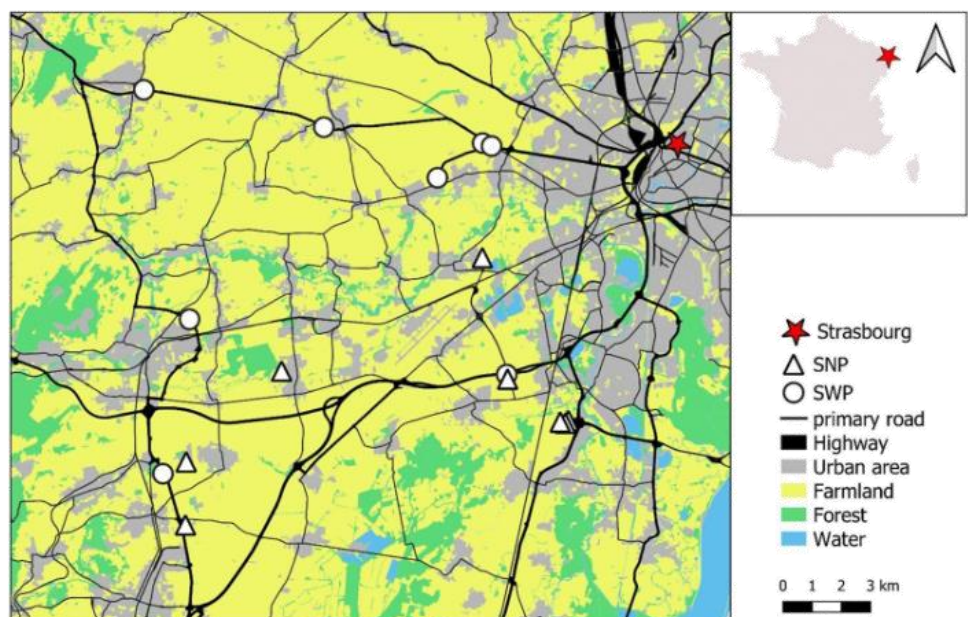 Strasbourg
SNP
SWP
primary road
Highway
Urban area
Farmland
Forest
Water
0 1 2 3 km